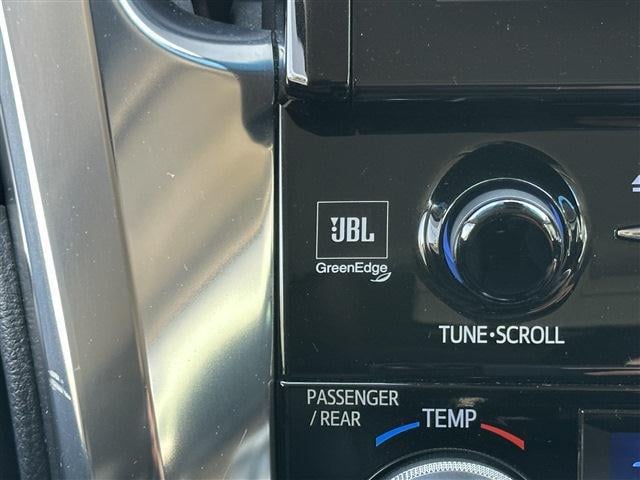 JBL
GreenEdge
TUNE•SCROLL
PASSENGER
/ REAR
TEMP